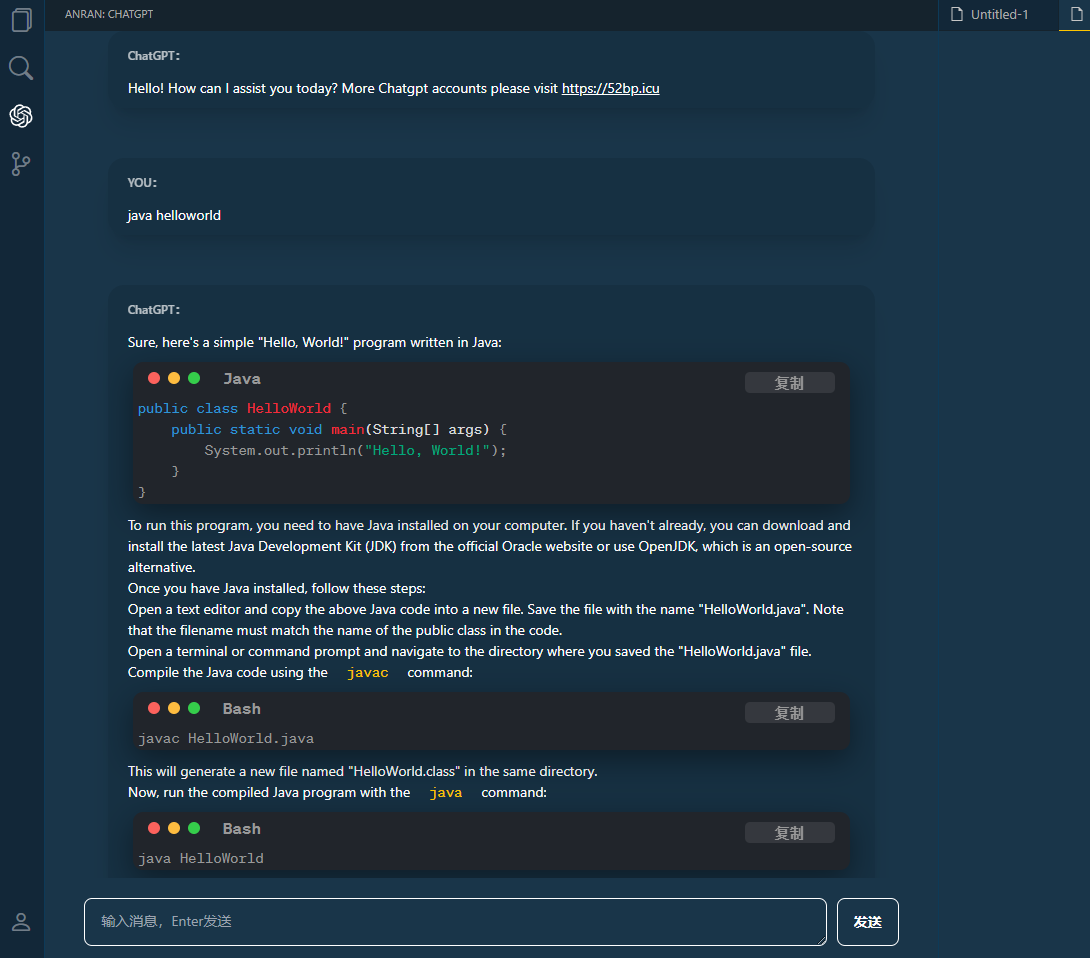 ANRAN: CHATGPT
Untitled-1
ChatGPT:
Hello! How can I assist you today? More Chatgpt accounts please visit https://52bp.icu
YOU:
java helloworld
ChatGPT:
Sure, here's a simple "Hello, World!" program written in Java:
Java
复制
public class HelloWorld {
    public static void main(String[] args) {
        System.out.println("Hello, World!");
    }
}
To run this program, you need to have Java installed on your computer. If you haven't already, you can download and
install the latest Java Development Kit (JDK) from the official Oracle website or use OpenJDK, which is an open-source
alternative.
Once you have Java installed, follow these steps:
Open a text editor and copy the above Java code into a new file. Save the file with the name "HelloWorld.java". Note
that the filename must match the name of the public class in the code.
Open a terminal or command prompt and navigate to the directory where you saved the "HelloWorld.java" file.
Compile the Java code using the javac command:
Bash
复制
javac HelloWorld.java
This will generate a new file named "HelloWorld.class" in the same directory.
Now, run the compiled Java program with the java command:
Bash
复制
java HelloWorld
输入消息，Enter发送
发送